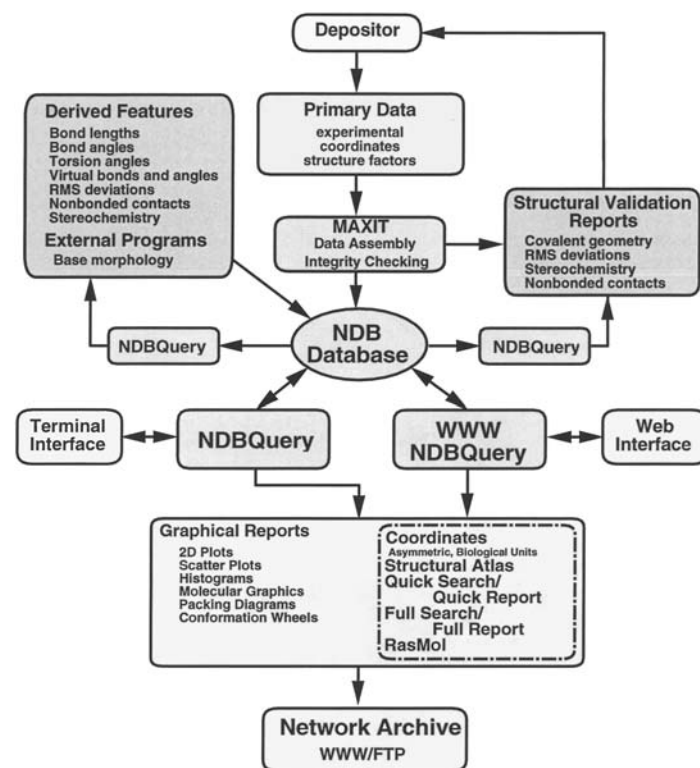 Depositor
Derived Features
Bond lengths
Bond angles
Torsion angles
Virtual bonds and angles
RMS deviations
Nonbonded contacts
Stereochemistry
External Programs
Base morphology
Primary Data
experimental
coordinates
structure factors
MAXIT
Data Assembly
Integrity Checking
Structural Validation
Reports
Covalent geometry
RMS deviations
Stereochemistry
Nonbonded contacts
NDBQuery
NDB
Database
NDBQuery
Terminal
Interface
NDBQuery
WWW
NDBQuery
Web
Interface
Graphical Reports
2D Plots
Scatter Plots
Histograms
Molecular Graphics
Packing Diagrams
Conformation Wheels
Coordinates
Asymmetric, Biological Units
Structural Atlas
Quick Search/
Quick Report
Full Search/
Full Report
RasMol
Network Archive
WWW/FTP